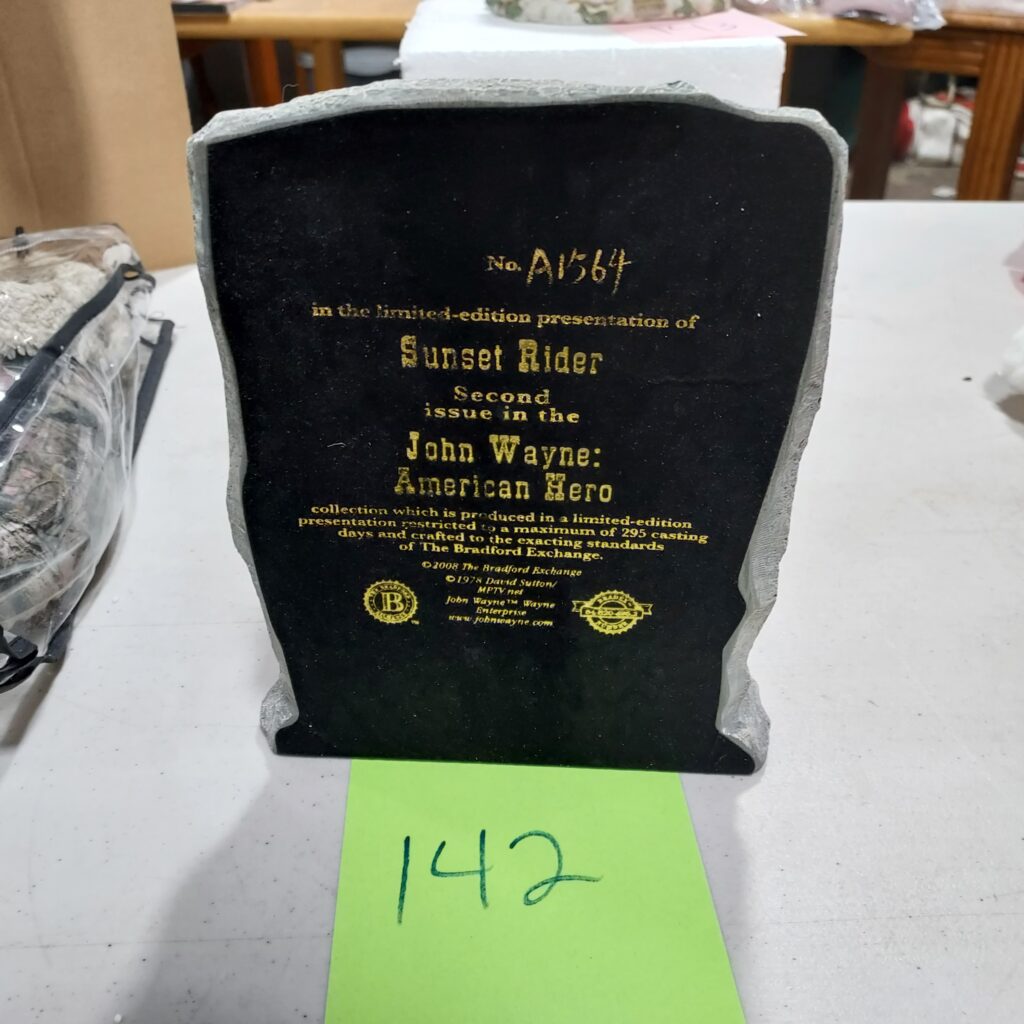 No. A1564
in the limited-edition presentation of
Sunset Rider
Second
issue in the
John Wayne:
American Hero
collection which is produced in a limited-edition
presentation restricted to a maximum of 295 casting
days and crafted to the exacting standards
of The Bradford Exchange.
©2008 The Bradford Exchange
©1978 David Sutton/
MPTV.net
John Wayne™ Wayne
Enterprise
www.johnwayne.com
B
™
142